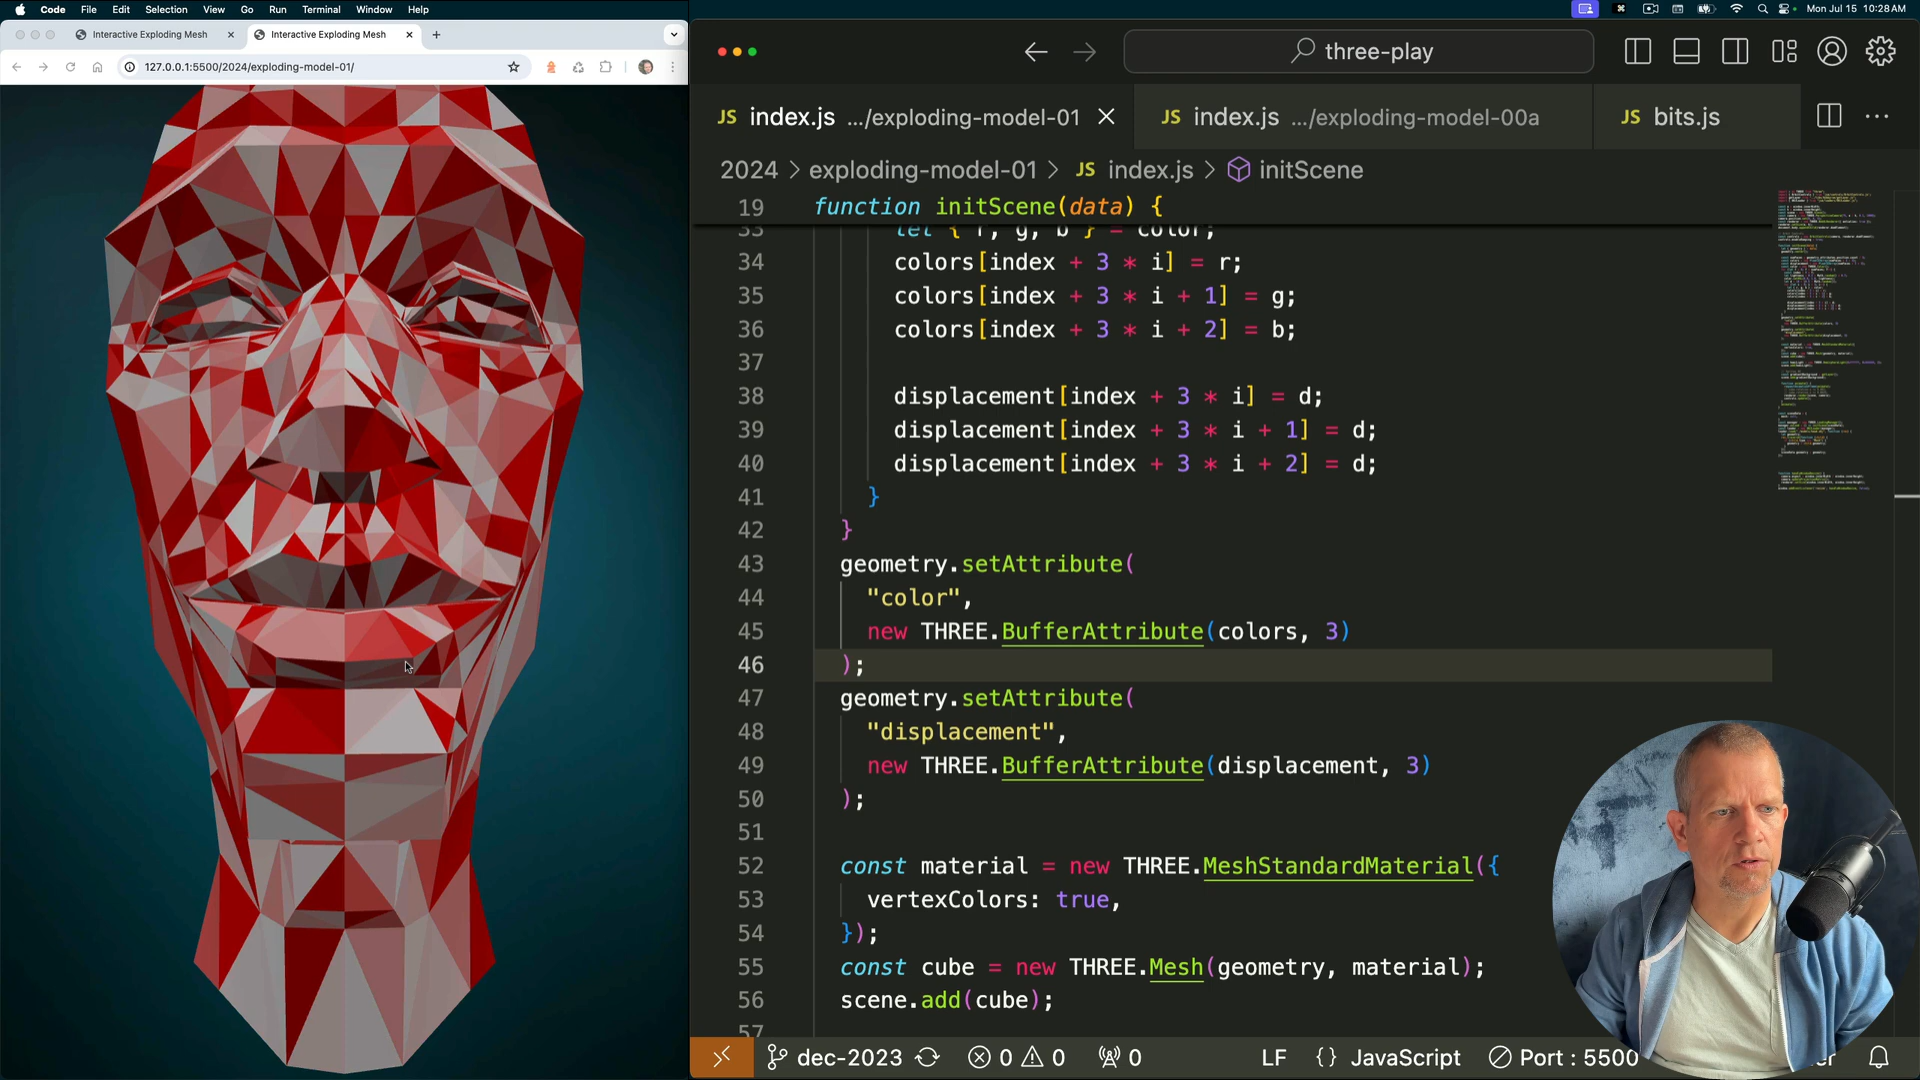 Code File Edit Selection View Go Run Terminal Window Help
Mon Jul 15 10:28 AM
Interactive Exploding Mesh
Interactive Exploding Mesh
127.0.0.1:5500/2024/exploding-model-01/
three-play
JS index.js .../exploding-model-01
JS index.js .../exploding-model-00a
JS bits.js
2024 > exploding-model-01 > JS index.js > initScene
19 function initScene(data) {
33 let { r, g, b } = color;
34 colors[index + 3 * i] = r;
35 colors[index + 3 * i + 1] = g;
36 colors[index + 3 * i + 2] = b;
37
38 displacement[index + 3 * i] = d;
39 displacement[index + 3 * i + 1] = d;
40 displacement[index + 3 * i + 2] = d;
41 }
42 }
43 geometry.setAttribute(
44 "color",
45 new THREE.BufferAttribute(colors, 3)
46 );
47 geometry.setAttribute(
48 "displacement",
49 new THREE.BufferAttribute(displacement, 3)
50 );
51
52 const material = new THREE.MeshStandardMaterial({
53 vertexColors: true,
54 });
55 const cube = new THREE.Mesh(geometry, material);
56 scene.add(cube);
57
dec-2023 0 0 0 LF {} JavaScript Port : 5500